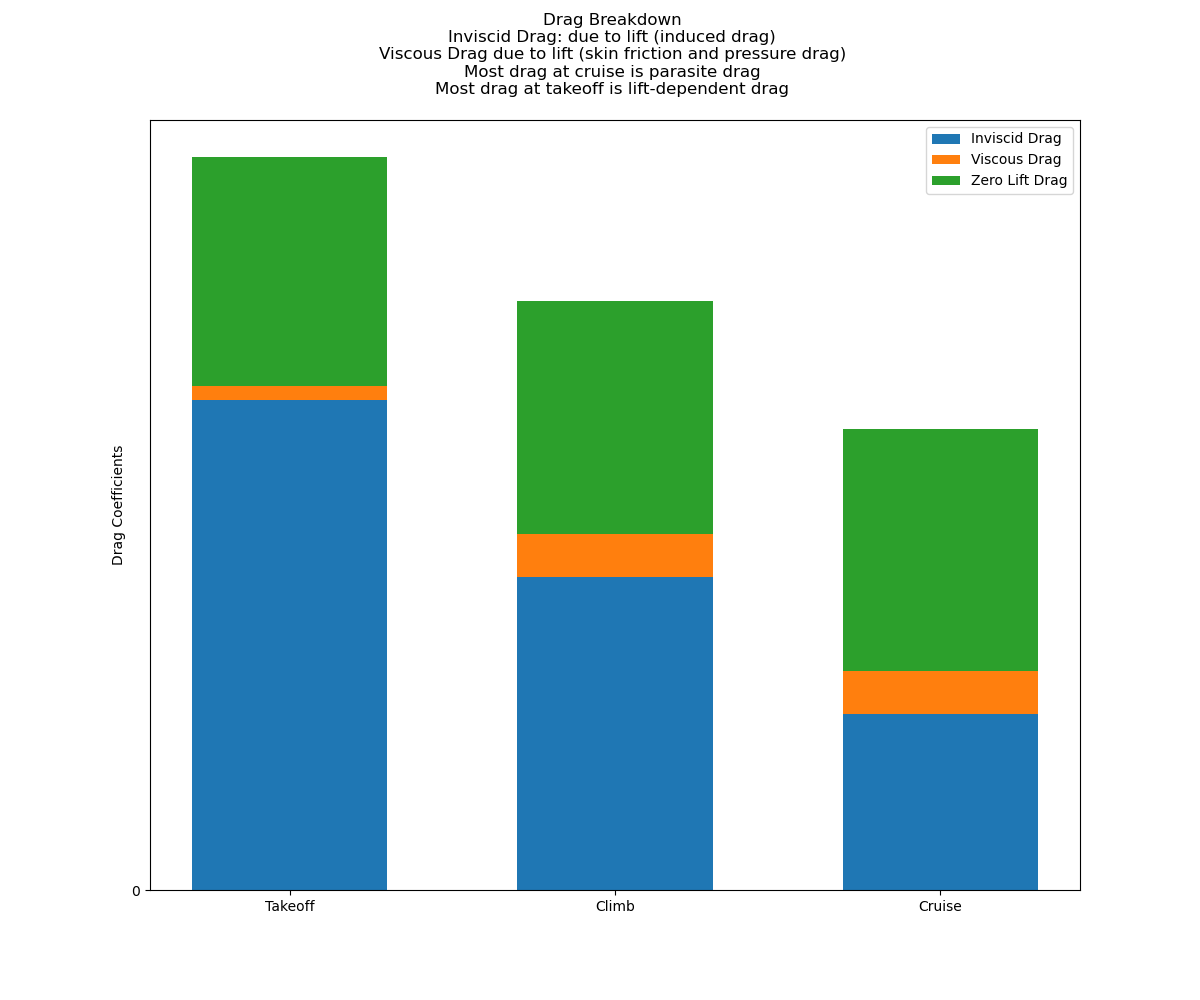 Drag Breakdown
Inviscid Drag: due to lift (induced drag)
Viscous Drag due to lift (skin friction and pressure drag)
Most drag at cruise is parasite drag
Most drag at takeoff is lift-dependent drag
Inviscid Drag
Viscous Drag
Zero Lift Drag
Drag Coefficients
0
Takeoff
Climb
Cruise